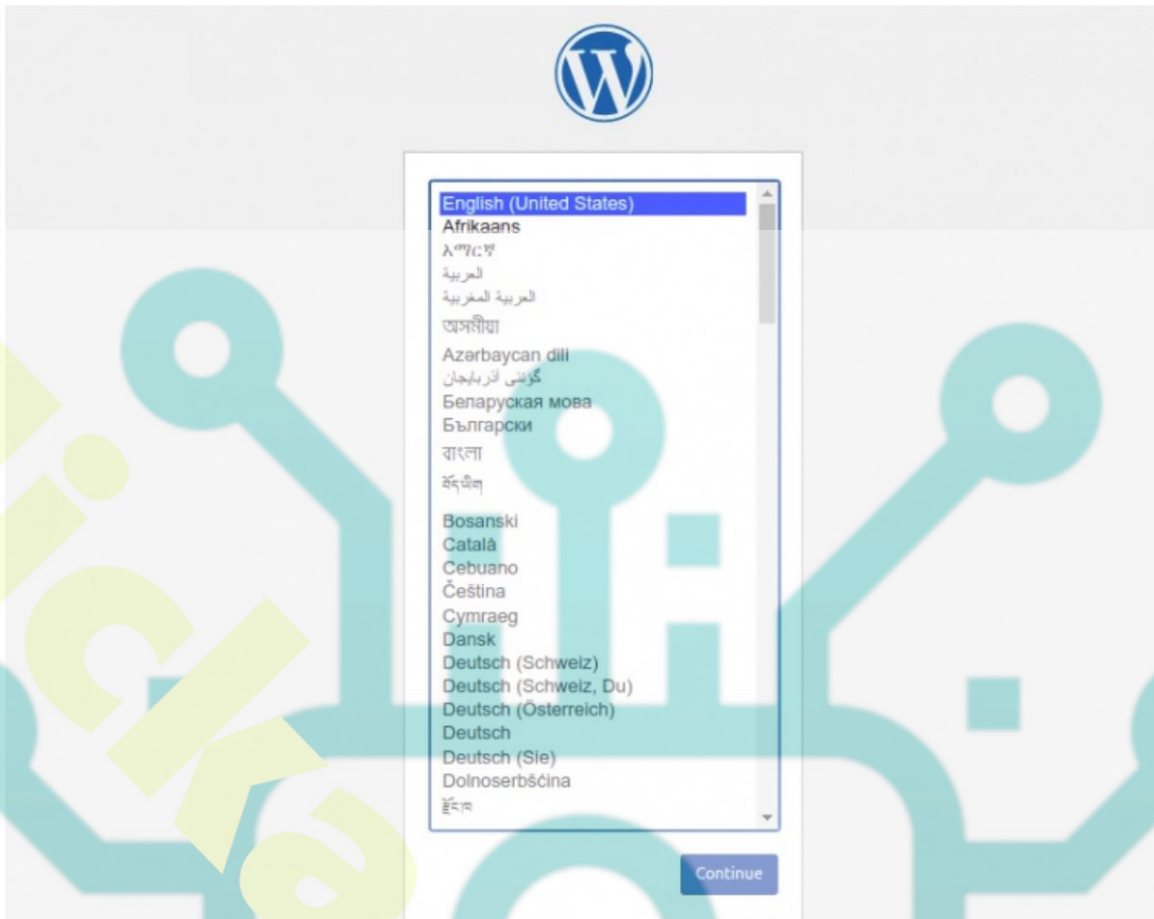 English (United States)
Afrikaans
አማርኛ
العربية
العربية المغربية
অসমীয়া
Azərbaycan dili
گؤنئی آذربایجان
Беларуская мова
Български
বাংলা
བོད་ཡིག
Bosanski
Català
Cebuano
Čeština
Cymraeg
Dansk
Deutsch (Schweiz)
Deutsch (Schweiz, Du)
Deutsch (Österreich)
Deutsch
Deutsch (Sie)
Dolnoserbšćina
རྫོང་ཁ
Continue